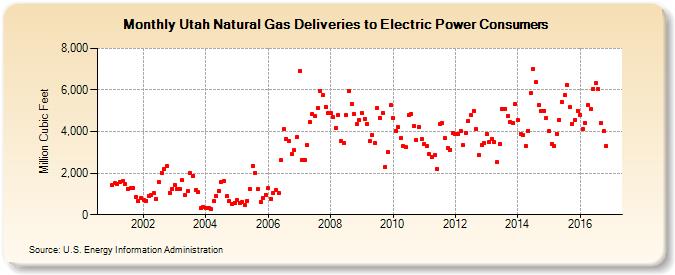 Monthly Utah Natural Gas Deliveries to Electric Power Consumers
Million Cubic Feet
8,000
6,000
4,000
2,000
0
2002 2004 2006 2008 2010 2012 2014 2016
Source: U.S. Energy Information Administration